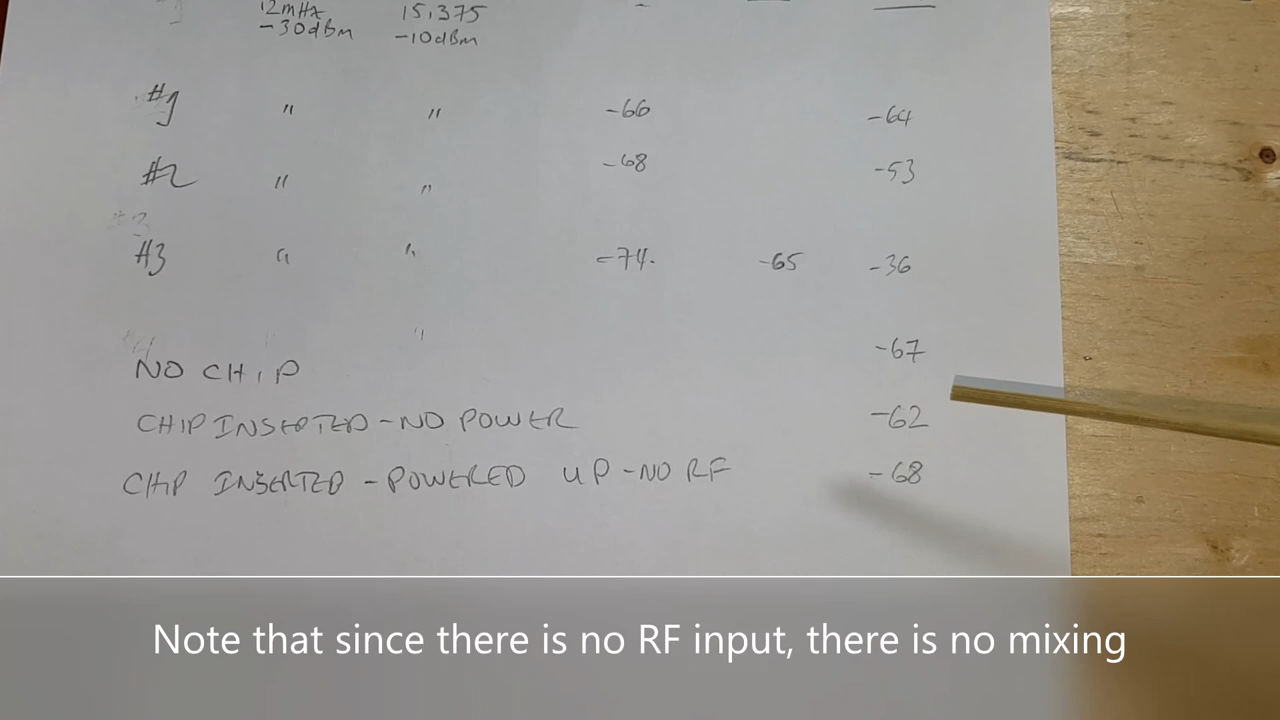 12mHz 15.375 -
-30dBm -10dBm
#1 " " -66 -64
#2 " " -68 -53
#3 " " -74. -65 -36
-67
NO CHIP
CHIP INSERTED - NO POWER -62
CHIP INSERTED - POWERED UP - NO RF -68
Note that since there is no RF input, there is no mixing